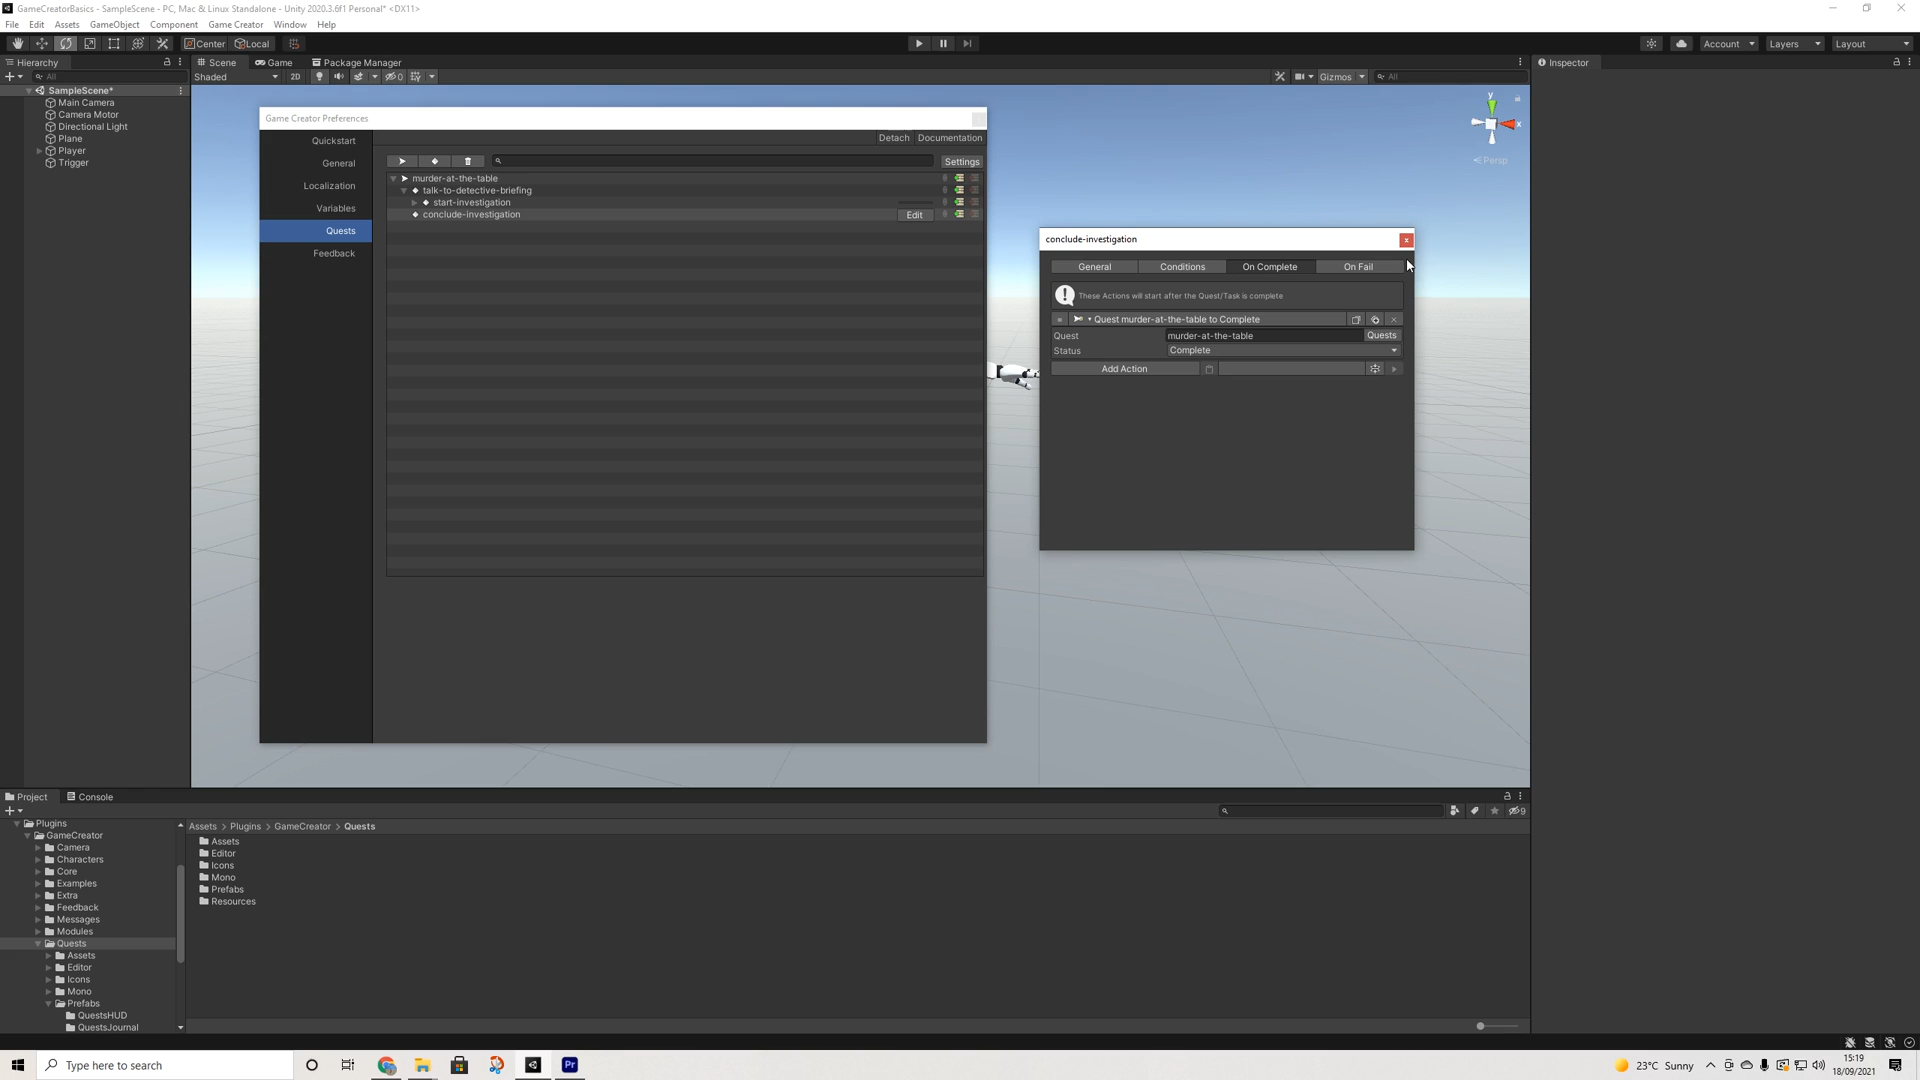 GameCreatorBasics - SampleScene - PC, Mac & Linux Standalone - Unity 2020.3.6f1 Personal* <DX11>
File Edit Assets GameObject Component Game Creator Window Help
Center Local
Account Layers Layout
Hierarchy
All
SampleScene*
Main Camera
Camera Motor
Directional Light
Plane
Player
Trigger
Scene Game Package Manager
Shaded 2D 0 Gizmos All
y
x
Persp
Inspector
Game Creator Preferences
Detach Documentation
Quickstart
General
Localization
Variables
Quests
Feedback
Settings
murder-at-the-table
talk-to-detective-briefing
start-investigation
conclude-investigation Edit
conclude-investigation x
General Conditions On Complete On Fail
These Actions will start after the Quest/Task is complete
Quest murder-at-the-table to Complete
Quest murder-at-the-table Quests
Status Complete
Add Action
Project Console
9
Plugins
GameCreator
Camera
Characters
Core
Examples
Extra
Feedback
Messages
Modules
Quests
Assets
Editor
Icons
Mono
Prefabs
QuestsHUD
QuestsJournal
Assets > Plugins > GameCreator > Quests
Assets
Editor
Icons
Mono
Prefabs
Resources
Type here to search
Pr
23°C Sunny
15:19
18/09/2021